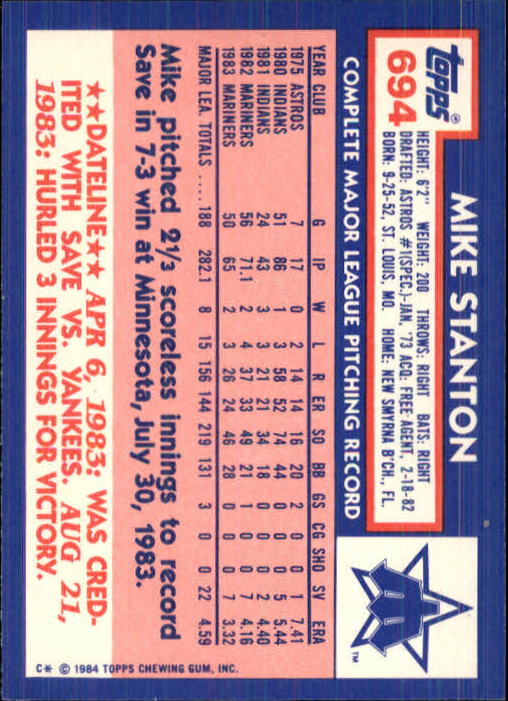 topps®
694
MIKE STANTON
HEIGHT: 6'2" WEIGHT: 200 THROWS: RIGHT BATS: RIGHT
DRAFTED: ASTROS #1(SPEC.)-JAN, '73 ACQ: FREE-AGENT, 2-18-82
BORN: 9-25-52, ST. LOUIS, MO. HOME: NEW SMYRNA B'CH., FL.
COMPLETE MAJOR LEAGUE PITCHING RECORD
YEAR CLUB G IP W L R ER SO BB GS CG SHO SV ERA
1975 ASTROS 7 17 0 2 14 14 16 20 2 0 0 1 7.41
1980 INDIANS 51 86 1 3 58 52 74 44 0 0 0 5 5.44
1981 INDIANS 24 43 3 3 21 21 34 18 0 0 0 2 4.40
1982 MARINERS 56 71.1 2 4 37 33 49 21 1 0 0 7 4.16
1983 MARINERS 50 65 2 3 26 24 46 28 0 0 0 7 3.32
MAJOR LEA. TOTALS .... 188 282.1 8 15 156 144 219 131 3 0 0 22 4.59
Mike pitched 2⅓ scoreless innings to record
Save in 7-3 win at Minnesota, July 30, 1983.
★★DATELINE★★ APR 6, 1983: WAS CRED-
ITED WITH SAVE VS. YANKEES. AUG 21,
1983: HURLED 3 INNINGS FOR VICTORY.
TM
C* © 1984 TOPPS CHEWING GUM, INC.